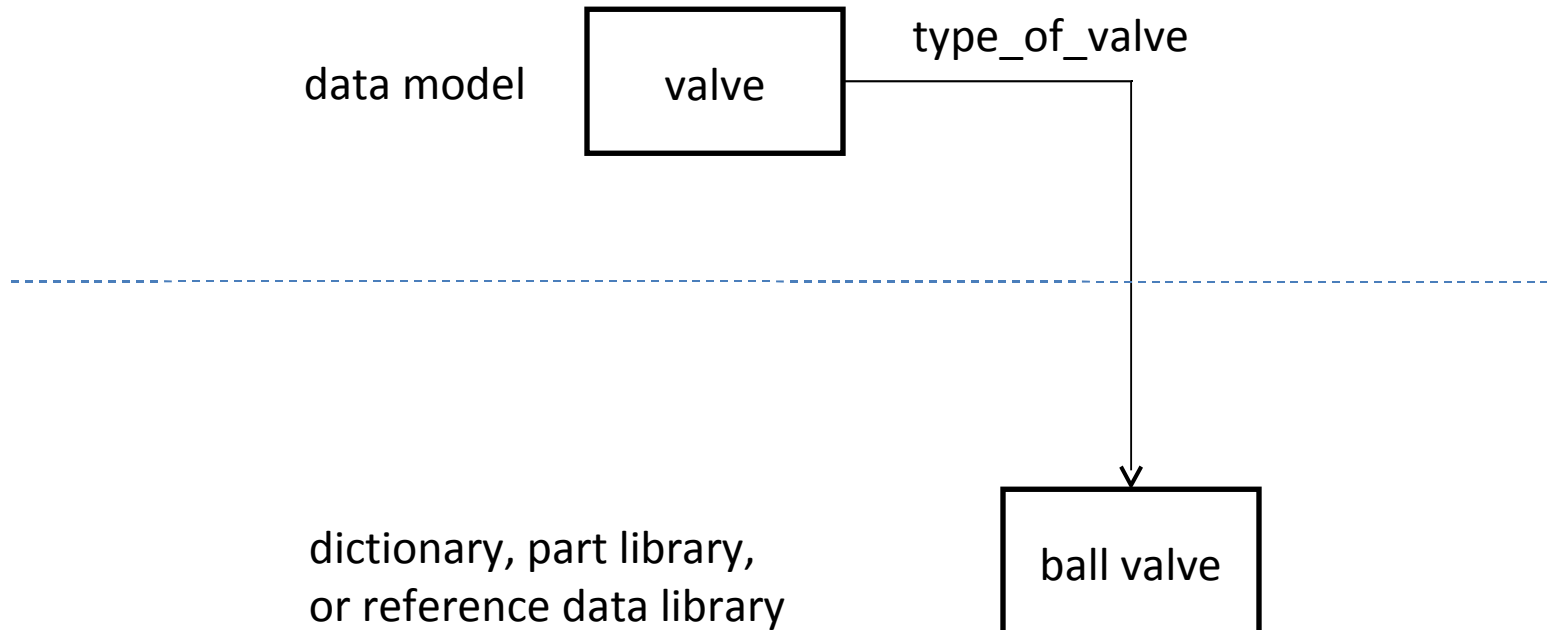 type_of_valve
data model
valve
dictionary, part library,
or reference data library
ball valve